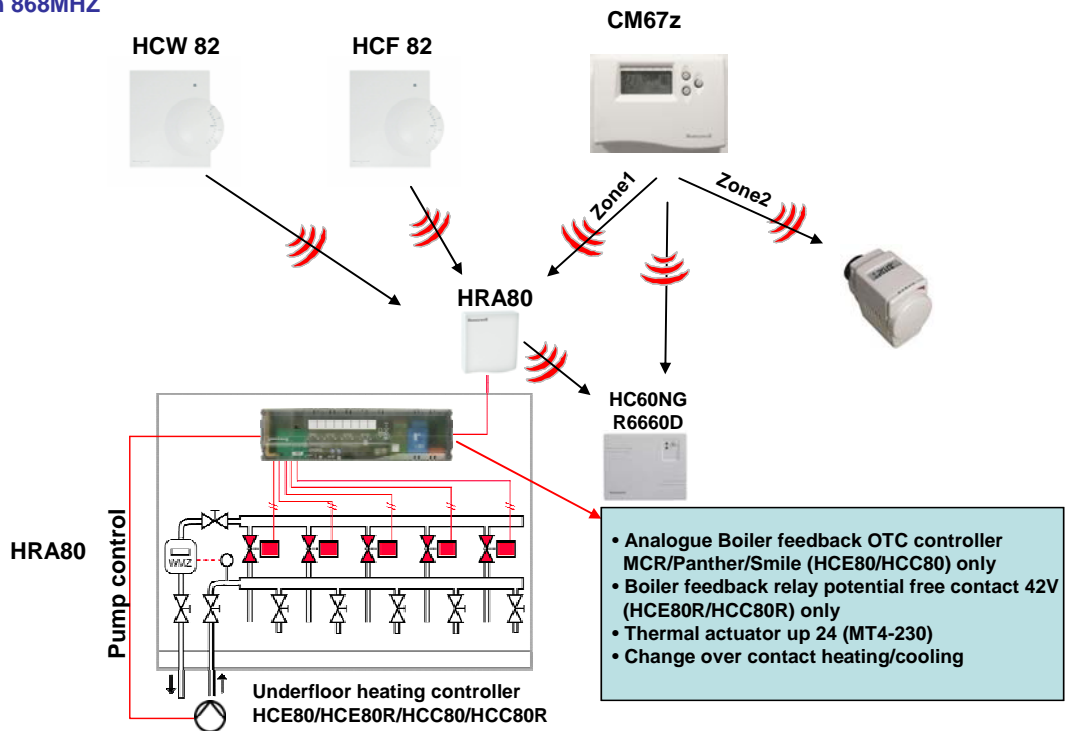 n 868MHZ
CM67z
HCW 82
HCF 82
Zone1
Zone2
HRA80
HC60NG
R6660D
WMZ
HRA80
Pump control
• Analogue Boiler feedback OTC controller
MCR/Panther/Smile (HCE80/HCC80) only
• Boiler feedback relay potential free contact 42V
(HCE80R/HCC80R) only
• Thermal actuator up 24 (MT4-230)
• Change over contact heating/cooling
Underfloor heating controller
HCE80/HCE80R/HCC80/HCC80R